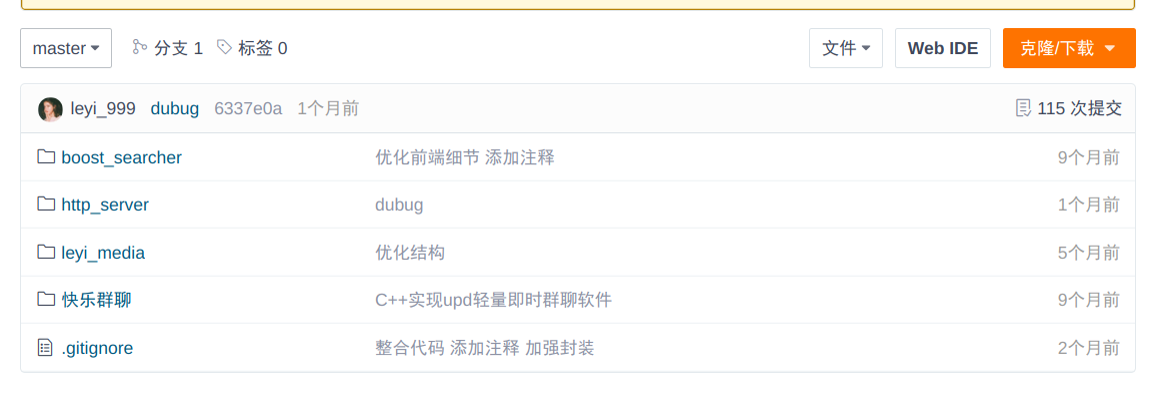 master 分支 1 标签 0 文件 Web IDE 克隆/下载
leyi_999 dubug 6337e0a 1个月前 115 次提交
boost_searcher 优化前端细节 添加注释 9个月前
http_server dubug 1个月前
leyi_media 优化结构 5个月前
快乐群聊 C++实现upd轻量即时群聊软件 9个月前
.gitignore 整合代码 添加注释 加强封装 2个月前